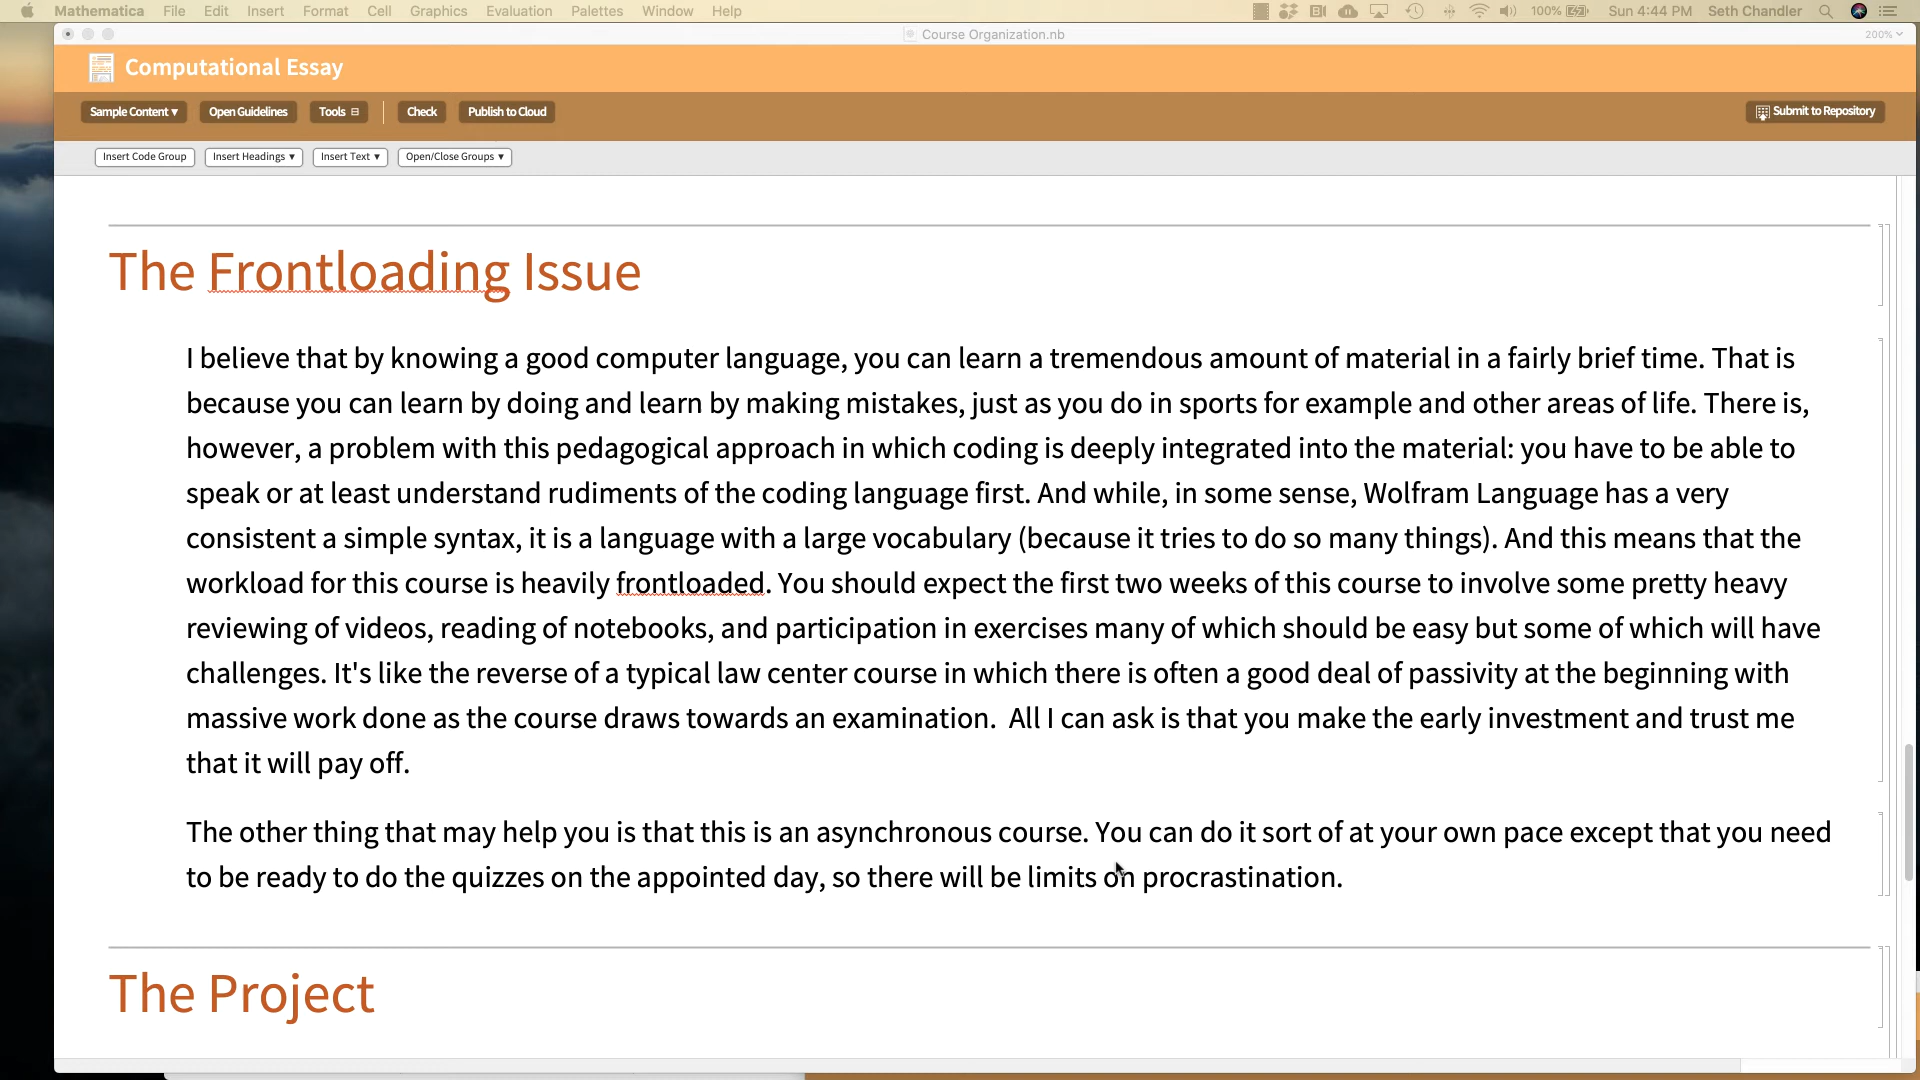 Mathematica File Edit Insert Format Cell Graphics Evaluation Palettes Window Help 100% Sun 4:44 PM Seth Chandler
Course Organization.nb 200%
Computational Essay
Sample Content Open Guidelines Tools Check Publish to Cloud Submit to Repository
Insert Code Group Insert Headings Insert Text Open/Close Groups
The Frontloading Issue
I believe that by knowing a good computer language, you can learn a tremendous amount of material in a fairly brief time. That is
because you can learn by doing and learn by making mistakes, just as you do in sports for example and other areas of life. There is,
however, a problem with this pedagogical approach in which coding is deeply integrated into the material: you have to be able to
speak or at least understand rudiments of the coding language first. And while, in some sense, Wolfram Language has a very
consistent a simple syntax, it is a language with a large vocabulary (because it tries to do so many things). And this means that the
workload for this course is heavily frontloaded. You should expect the first two weeks of this course to involve some pretty heavy
reviewing of videos, reading of notebooks, and participation in exercises many of which should be easy but some of which will have
challenges. It's like the reverse of a typical law center course in which there is often a good deal of passivity at the beginning with
massive work done as the course draws towards an examination.  All I can ask is that you make the early investment and trust me
that it will pay off.
The other thing that may help you is that this is an asynchronous course. You can do it sort of at your own pace except that you need
to be ready to do the quizzes on the appointed day, so there will be limits on procrastination.
The Project